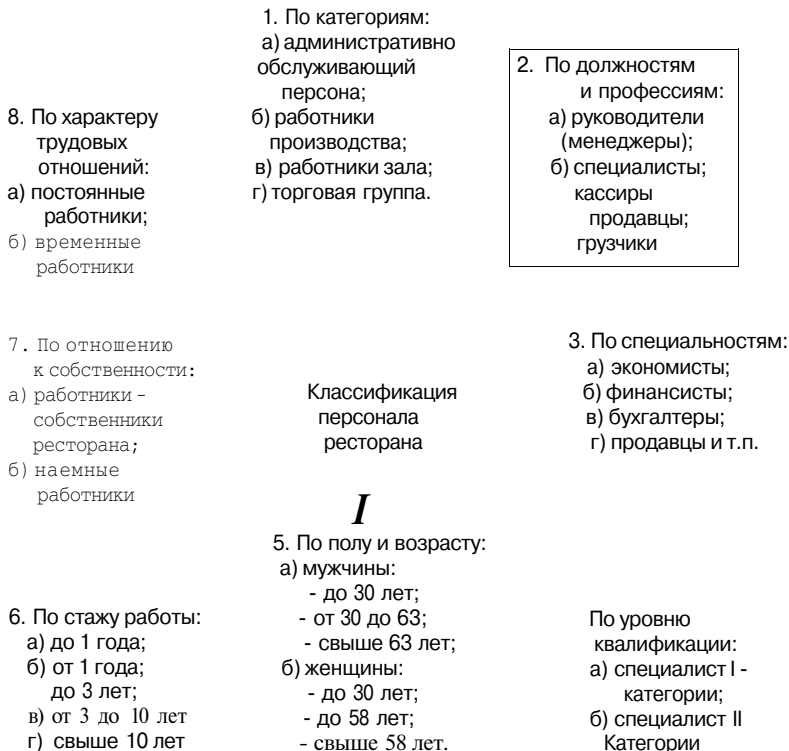 1. По категориям:
а) административно
обслуживающий
персона;
б) работники
производства;
в) работники зала;
г) торговая группа.
2. По должностям
и профессиям:
а) руководители
(менеджеры);
б) специалисты;
кассиры
продавцы;
грузчики
8. По характеру
трудовых
отношений:
а) постоянные
работники;
б) временные
работники
7. По отношению
к собственности:
а) работники -
собственники
ресторана;
б) наемные
работники
Классификация
персонала
ресторана
3. По специальностям:
а) экономисты;
б) финансисты;
в) бухгалтеры;
г) продавцы и т.п.
I
5. По полу и возрасту:
а) мужчины:
- до 30 лет;
- от 30 до 63;
- свыше 63 лет;
б) женщины:
- до 30 лет;
- до 58 лет;
- свыше 58 лет.
6. По стажу работы:
а) до 1 года;
б) от 1 года;
до 3 лет;
в) от 3 до 10 лет
г) свыше 10 лет
По уровню
квалификации:
а) специалист I -
категории;
б) специалист II
Категории